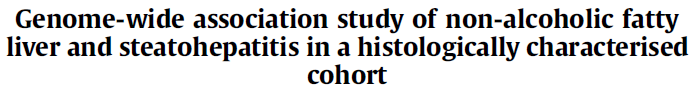 Genome-wide association study of non-alcoholic fatty
liver and steatohepatitis in a histologically characterised
cohort